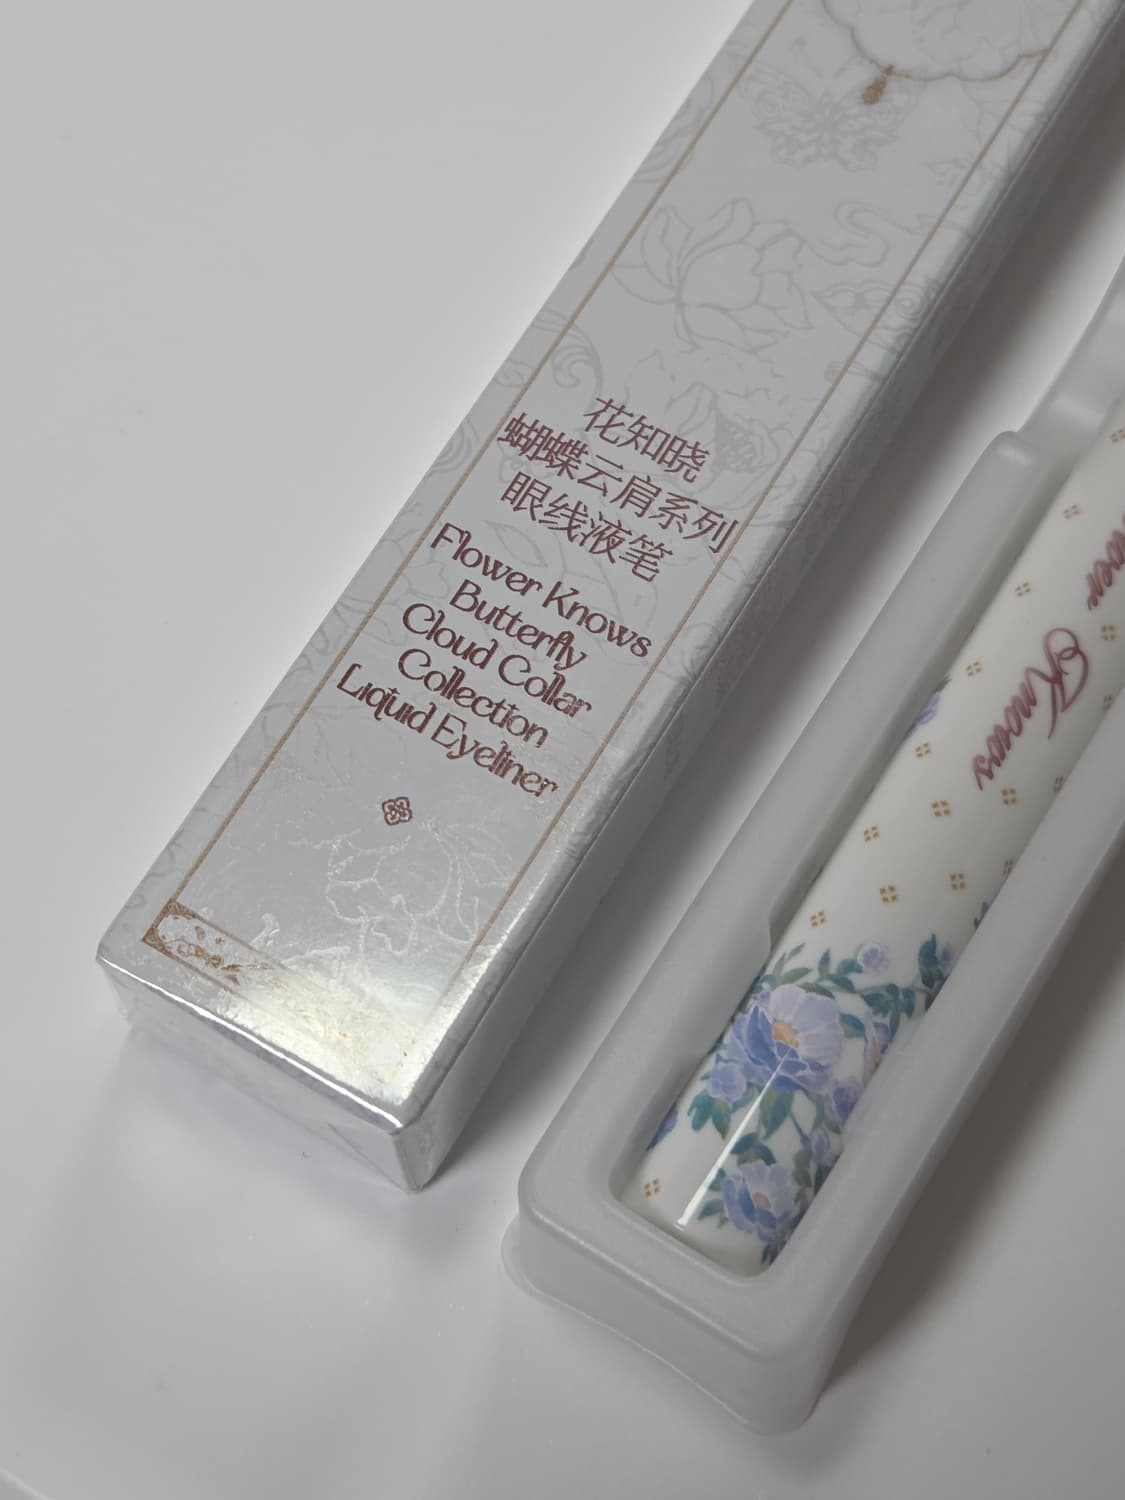 花知晓
蝴蝶云肩系列
眼线液笔
Flower Knows
Butterfly
Cloud Collar
Collection
Liquid Eyeliner
Knows